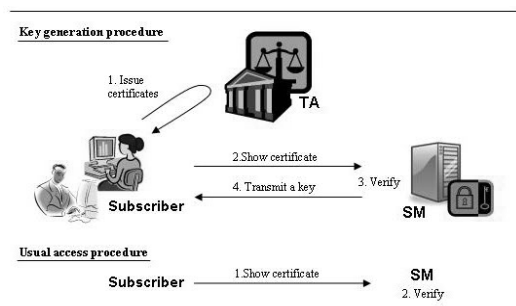 Key generation procedure
1. Issue
certificates
TA
2.Show certificate
3. Verify
4. Transmit a key
Subscriber
SM
Usual access procedure
Subscriber
1.Show certificate
SM
2. Verify